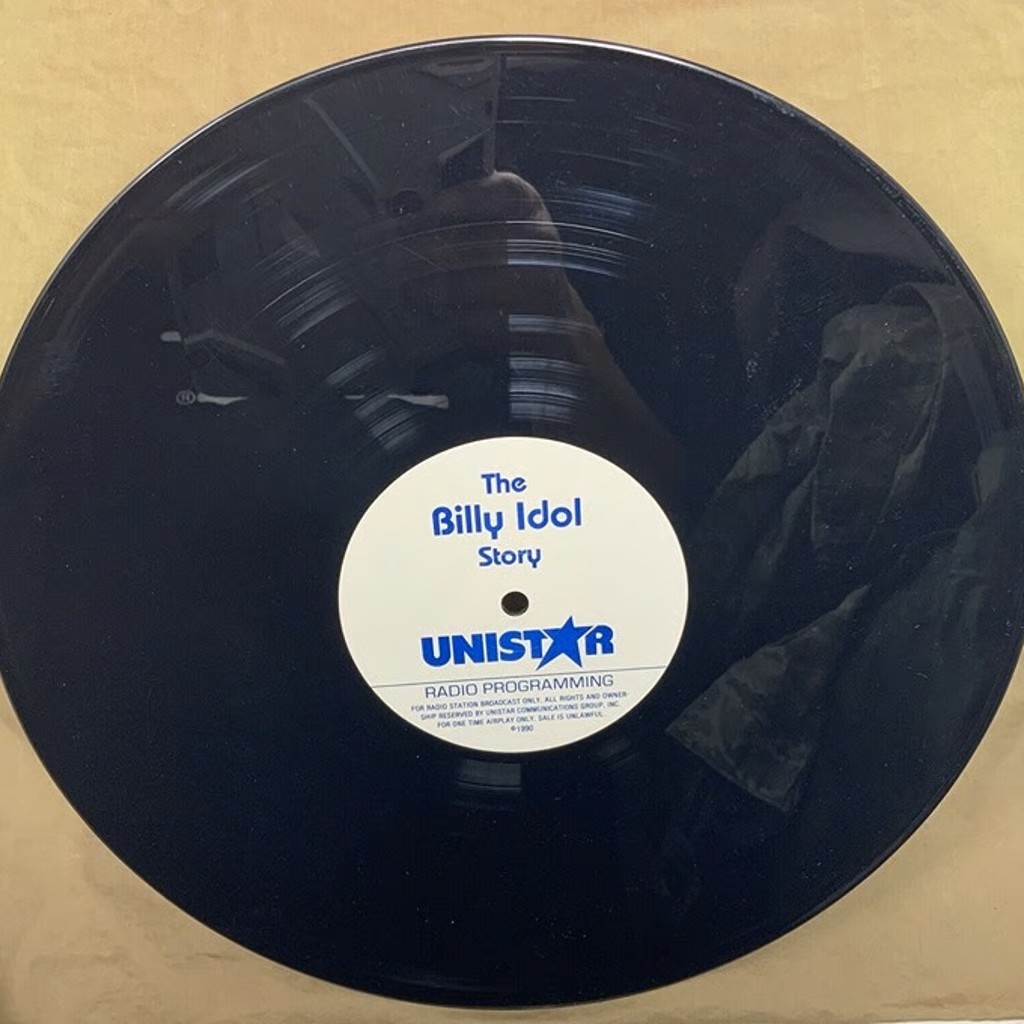 The
Billy Idol
Story
UNISTAR
RADIO PROGRAMMING
FOR RADIO STATION BROADCAST ONLY, ALL RIGHTS AND OWNER-
SHIP RESERVED BY UNISTAR COMMUNICATIONS GROUP, INC.
FOR ONE TIME AIRPLAY ONLY. SALE IS UNLAWFUL.
©1990